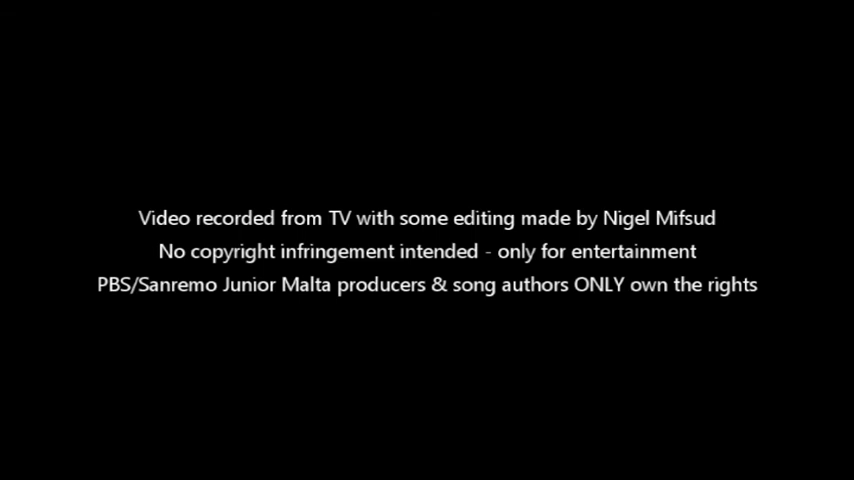 Video recorded from TV with some editing made by Nigel Mifsud
No copyright infringement intended - only for entertainment
PBS/Sanremo Junior Malta producers & song authors ONLY own the rights